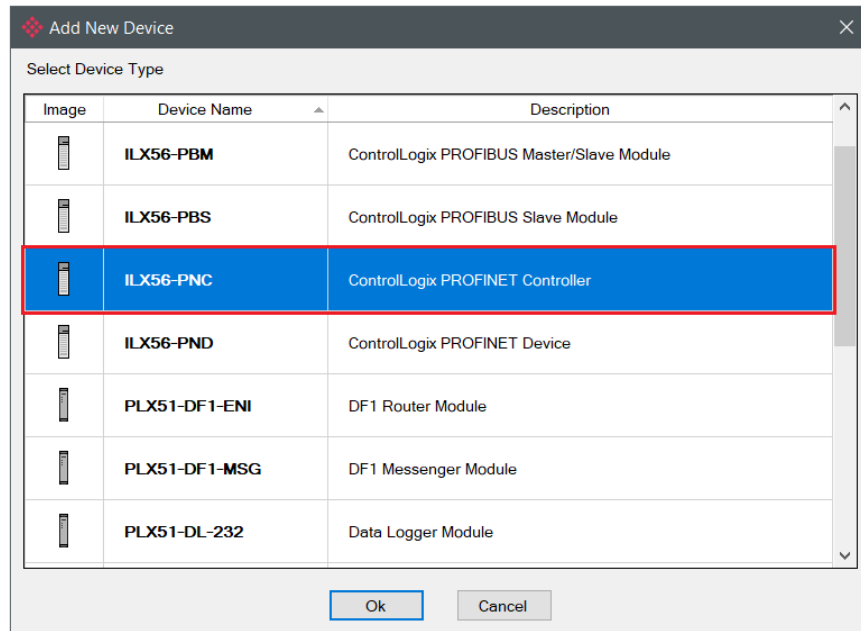 Add New Device
Select Device Type
Image Device Name Description
ILX56-PBM ControlLogix PROFIBUS Master/Slave Module
ILX56-PBS ControlLogix PROFIBUS Slave Module
ILX56-PNC ControlLogix PROFINET Controller
ILX56-PND ControlLogix PROFINET Device
PLX51-DF1-ENI DF1 Router Module
PLX51-DF1-MSG DF1 Messenger Module
PLX51-DL-232 Data Logger Module
Ok Cancel